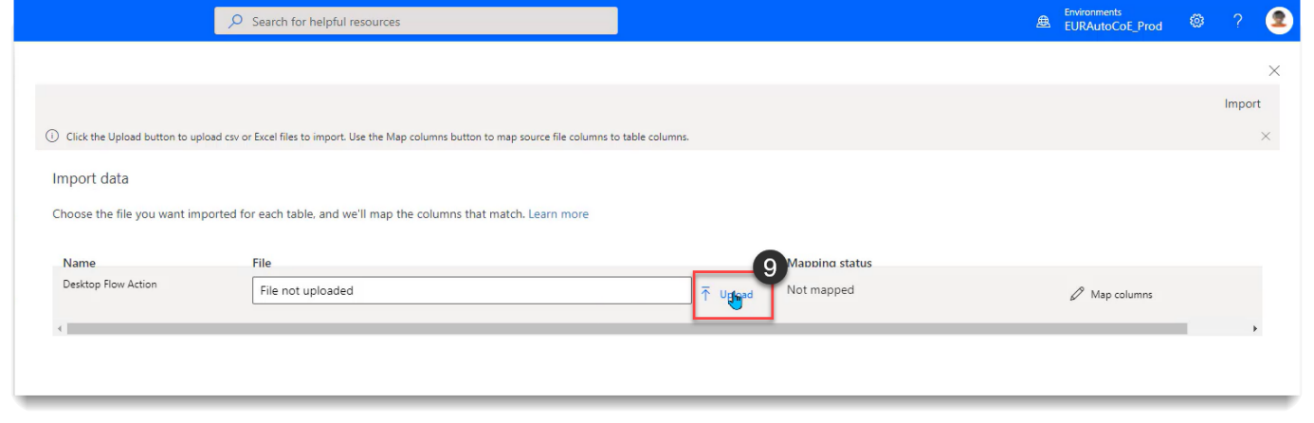 Search for helpful resources
Environments
EURAutoCoE_Prod
?
Import
Click the Upload button to upload csv or Excel files to import. Use the Map columns button to map source file columns to table columns.
Import data
Choose the file you want imported for each table, and we'll map the columns that match. Learn more
Name File Mapping status
9
Desktop Flow Action File not uploaded Upload Not mapped Map columns